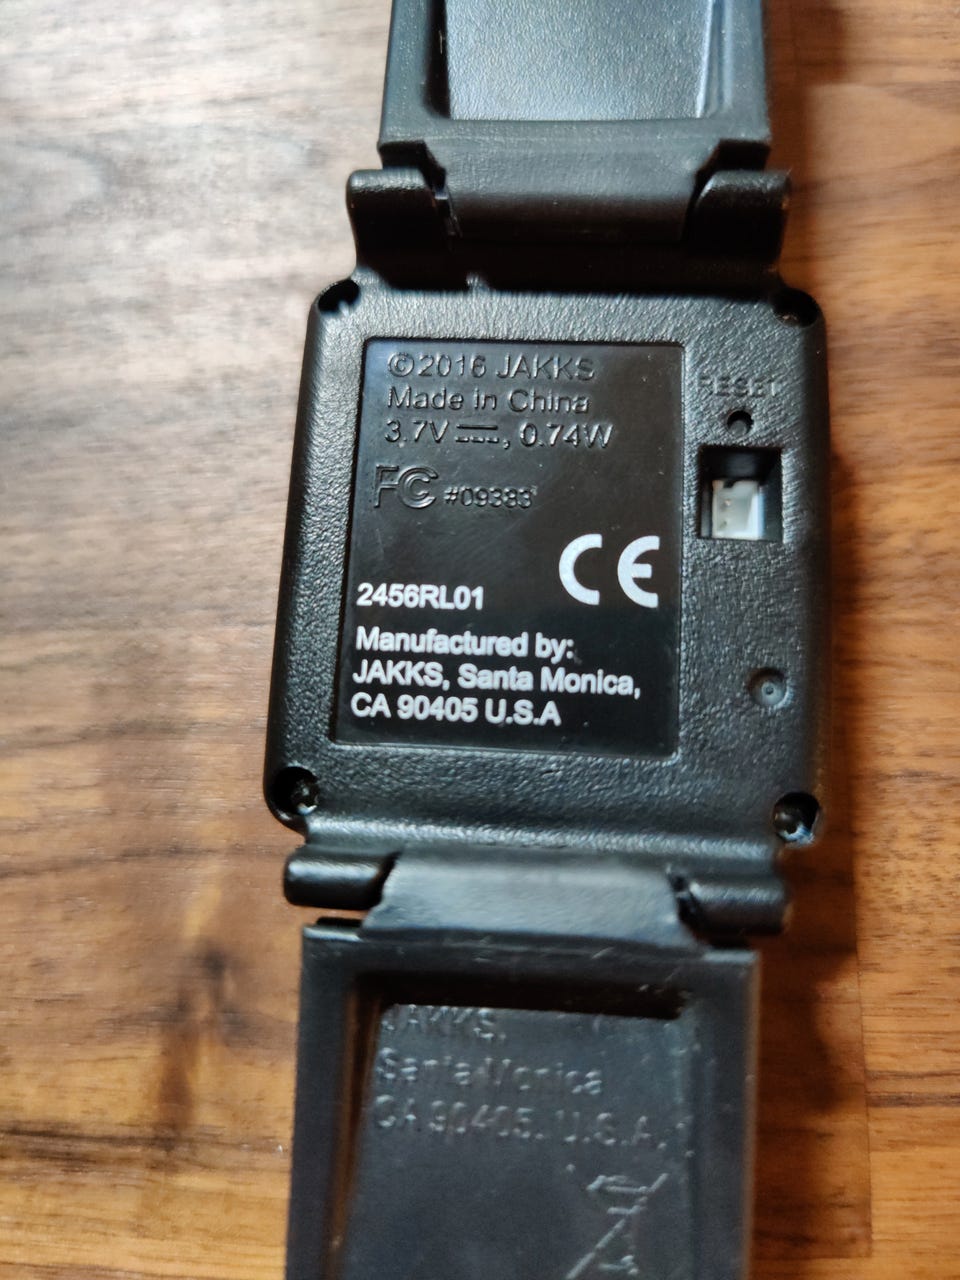 ©2016 JAKKS
Made in China
3.7V ⎓, 0.74W
FC #09383
RESET
CE
2456RL01
Manufactured by:
JAKKS, Santa Monica,
CA 90405 U.S.A
JAKKS,
Santa Monica
CA 90405. U.S.A.